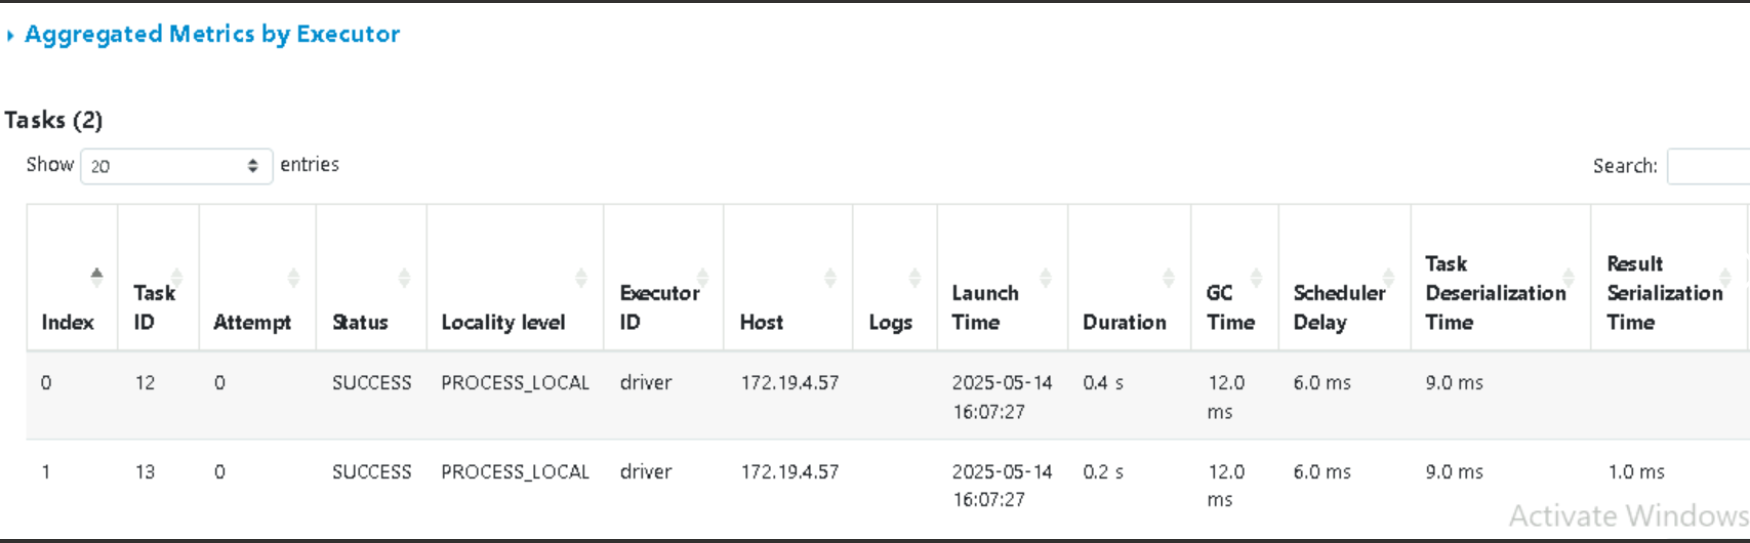 Aggregated Metrics by Executor
Tasks (2)
Show 20 entries Search:
Index Task ID Attempt Status Locality level Executor ID Host Logs Launch Time Duration GC Time Scheduler Delay Task Deserialization Time Result Serialization Time
0 12 0 SUCCESS PROCESS_LOCAL driver 172.19.4.57 2025-05-14 16:07:27 0.4 s 12.0 ms 6.0 ms 9.0 ms
1 13 0 SUCCESS PROCESS_LOCAL driver 172.19.4.57 2025-05-14 16:07:27 0.2 s 12.0 ms 6.0 ms 9.0 ms 1.0 ms
Activate Windows